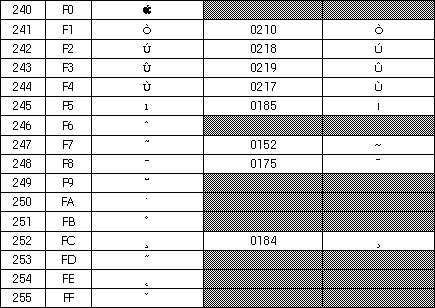 240 F0 
241 F1 Ò 0210 Ò
242 F2 Ú 0218 Ú
243 F3 Û 0219 Û
244 F4 Ù 0217 Ù
245 F5 ı 0185 ı
246 F6 ˆ
247 F7 ˜ 0152 ~
248 F8 ¯ 0175 ¯
249 F9 ˘
250 FA ˙
251 FB ˚
252 FC ¸ 0184 ¸
253 FD ˝
254 FE ˛
255 FF ˇ